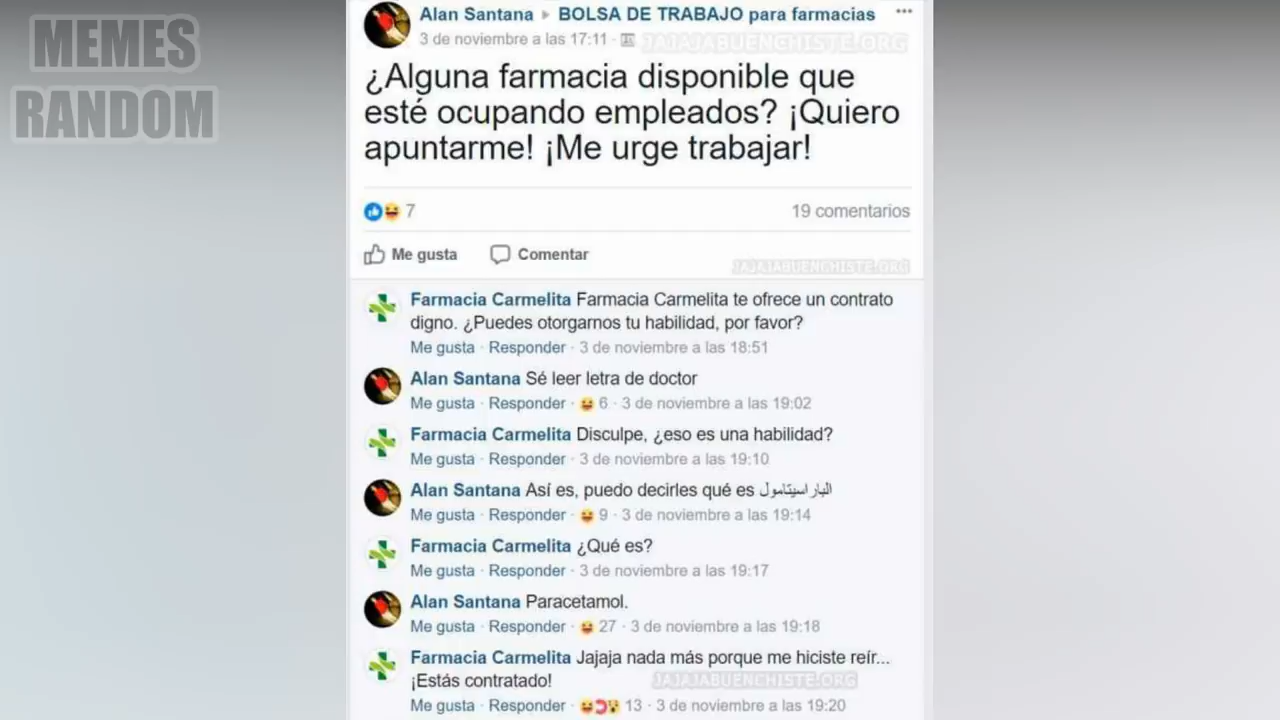 MEMES
RANDOM
Alan Santana ▸ BOLSA DE TRABAJO para farmacias
3 de noviembre a las 17:11 ·
JAJAJABUENCHISTE.ORG
¿Alguna farmacia disponible que
esté ocupando empleados? ¡Quiero
apuntarme! ¡Me urge trabajar!
7
19 comentarios
Me gusta Comentar
JAJAJABUENCHISTE.ORG
Farmacia Carmelita Farmacia Carmelita te ofrece un contrato
digno. ¿Puedes otorgarnos tu habilidad, por favor?
Me gusta · Responder · 3 de noviembre a las 18:51
Alan Santana Sé leer letra de doctor
Me gusta · Responder · 6 · 3 de noviembre a las 19:02
Farmacia Carmelita Disculpe, ¿eso es una habilidad?
Me gusta · Responder · 3 de noviembre a las 19:10
Alan Santana Así es, puedo decirles qué es الباراسيتامول
Me gusta · Responder · 9 · 3 de noviembre a las 19:14
Farmacia Carmelita ¿Qué es?
Me gusta · Responder · 3 de noviembre a las 19:17
Alan Santana Paracetamol.
Me gusta · Responder · 27 · 3 de noviembre a las 19:18
Farmacia Carmelita Jajaja nada más porque me hiciste reír...
¡Estás contratado!
JAJAJABUENCHISTE.ORG
Me gusta · Responder · 13 · 3 de noviembre a las 19:20